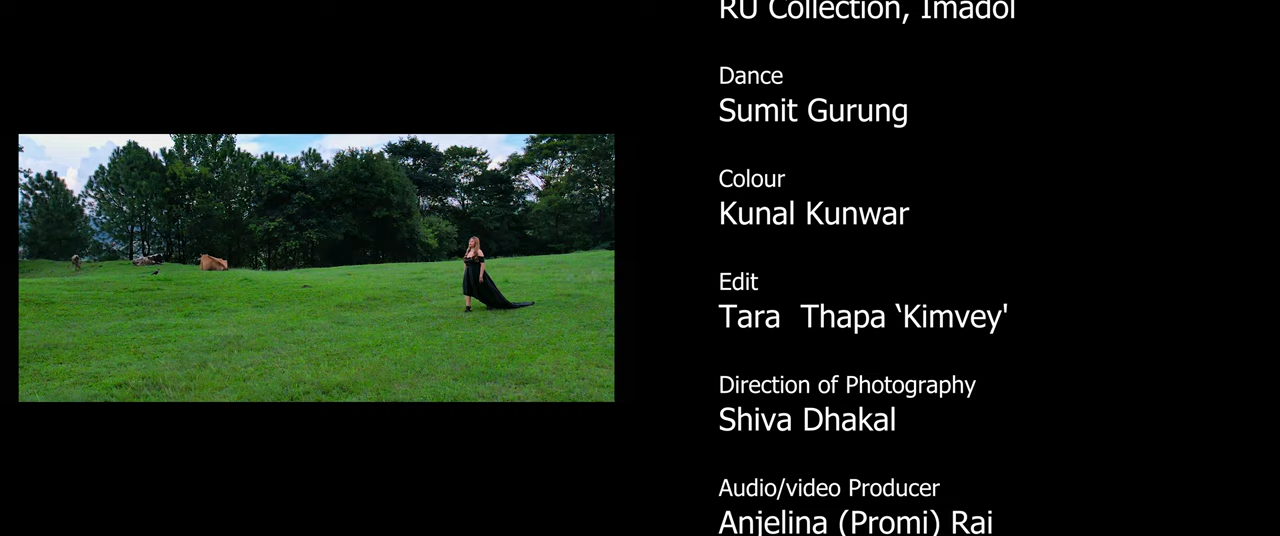 RU Collection, Imadol
Dance
Sumit Gurung
Colour
Kunal Kunwar
Edit
Tara  Thapa ‘Kimvey'
Direction of Photography
Shiva Dhakal
Audio/video Producer
Anjelina (Promi) Rai